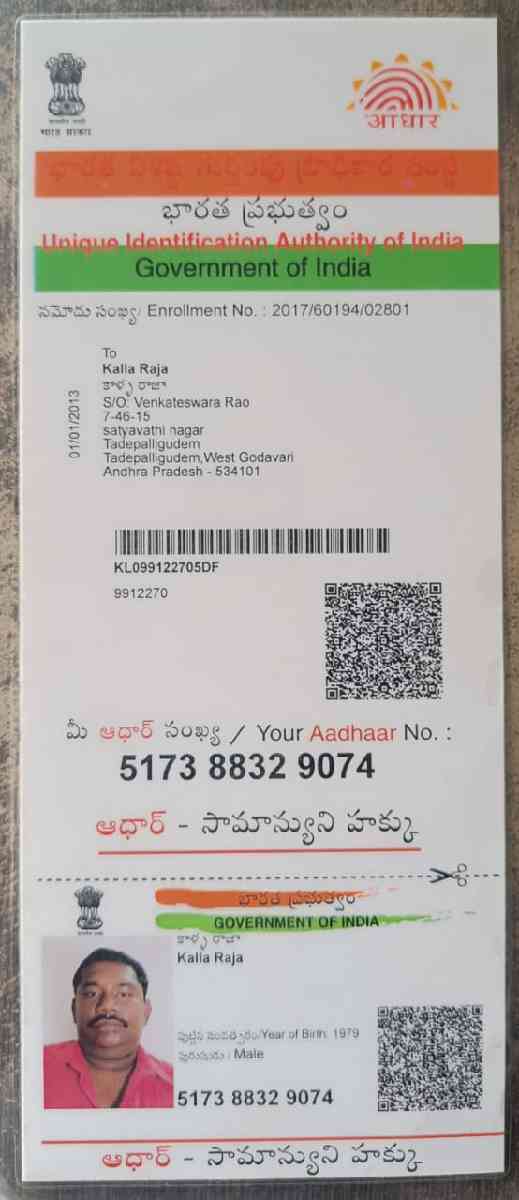 भारत सरकार
आधार
భారత ప్రభుత్వం
Unique Identification Authority of India
Government of India
నమోదు సంఖ్య/ Enrollment No. : 2017/60194/02801
To
Kalla Raja
కాళ్ళ రాజా
S/O: Venkateswara Rao
7-46-15
satyavathi nagar
Tadepalligudem
Tadepalligudem,West Godavari
Andhra Pradesh - 534101
01/01/2013
KL099122705DF
9912270
మీ ఆధార్ సంఖ్య / Your Aadhaar No. :
5173 8832 9074
ఆధార్ - సామాన్యుని హక్కు
భారత ప్రభుత్వం
GOVERNMENT OF INDIA
కాళ్ళ రాజా
Kalla Raja
పుట్టిన సంవత్సరం/Year of Birth: 1979
పురుషుడు / Male
5173 8832 9074
ఆధార్ - సామాన్యుని హక్కు